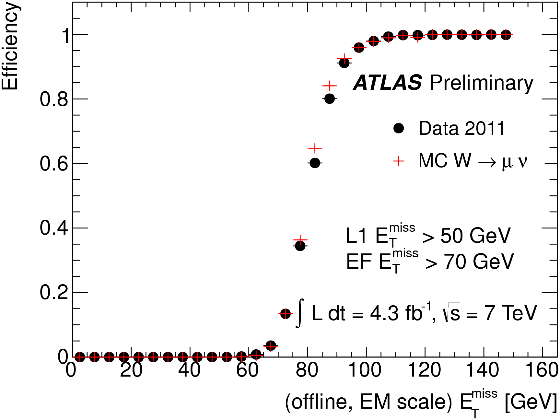 Efficiency
1
0.8
0.6
0.4
0.2
0
ATLAS Preliminary
Data 2011
MC W → μ ν
L1 E_T^miss > 50 GeV
EF E_T^miss > 70 GeV
∫ L dt = 4.3 fb⁻¹, √s = 7 TeV
0 20 40 60 80 100 120 140 160
(offline, EM scale) E_T^miss [GeV]